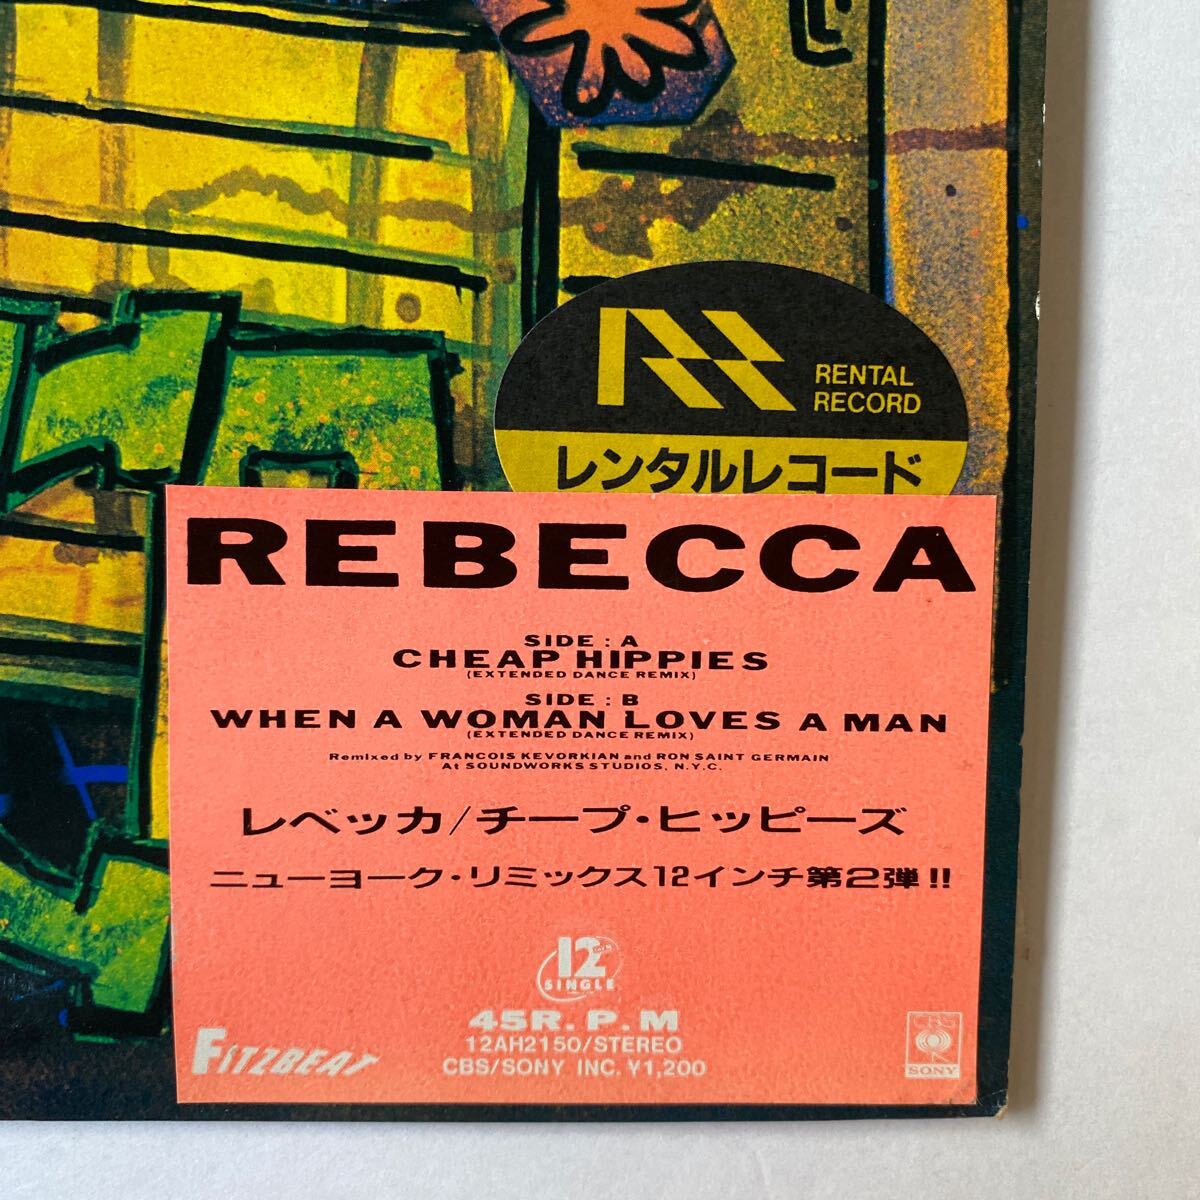 RENTAL
RECORD
レンタルレコード
REBECCA
SIDE : A
CHEAP HIPPIES
(EXTENDED DANCE REMIX)
SIDE : B
WHEN A WOMAN LOVES A MAN
(EXTENDED DANCE REMIX)
Remixed by FRANCOIS KEVORKIAN and RON SAINT GERMAIN
At SOUNDWORKS STUDIOS, N.Y.C.
レベッカ/チープ・ヒッピーズ
ニューヨーク・リミックス12インチ第2弾!!
12
SINGLE
45R.P.M
12AH2150/STEREO
CBS/SONY INC. ¥1,200
FITZBEAT
SONY